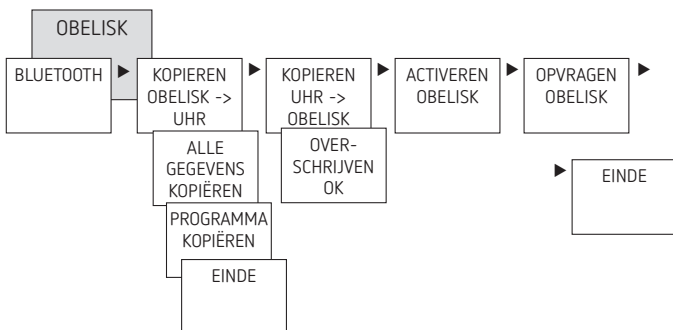 OBELISK
BLUETOOTH
KOPIEREN
OBELISK ->
UHR
ALLE
GEGEVENS
KOPIËREN
PROGRAMMA
KOPIËREN
EINDE
KOPIEREN
UHR ->
OBELISK
OVER-
SCHRIJVEN
OK
ACTIVEREN
OBELISK
OPVRAGEN
OBELISK
EINDE